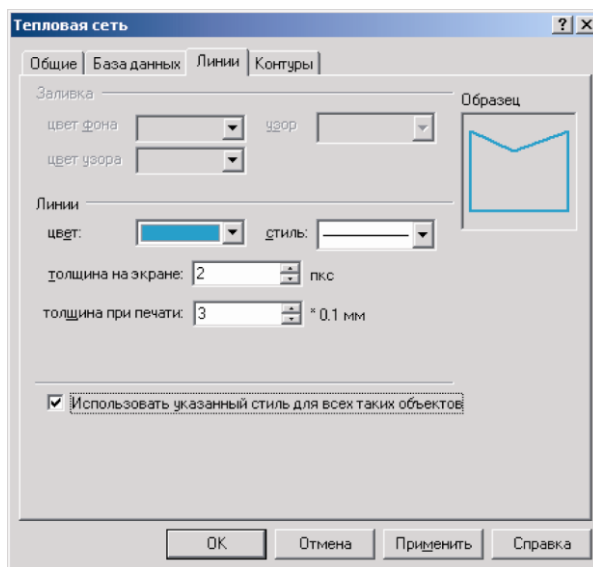 Тепловая сеть
Общие
База данных
Линии
Контуры
Заливка
цвет фона
узор
цвет узора
Образец
Линии
цвет:
стиль:
толщина на экране: 2 пкс
толщина при печати: 3 * 0.1 мм
Использовать указанный стиль для всех таких объектов
OK
Отмена
Применить
Справка